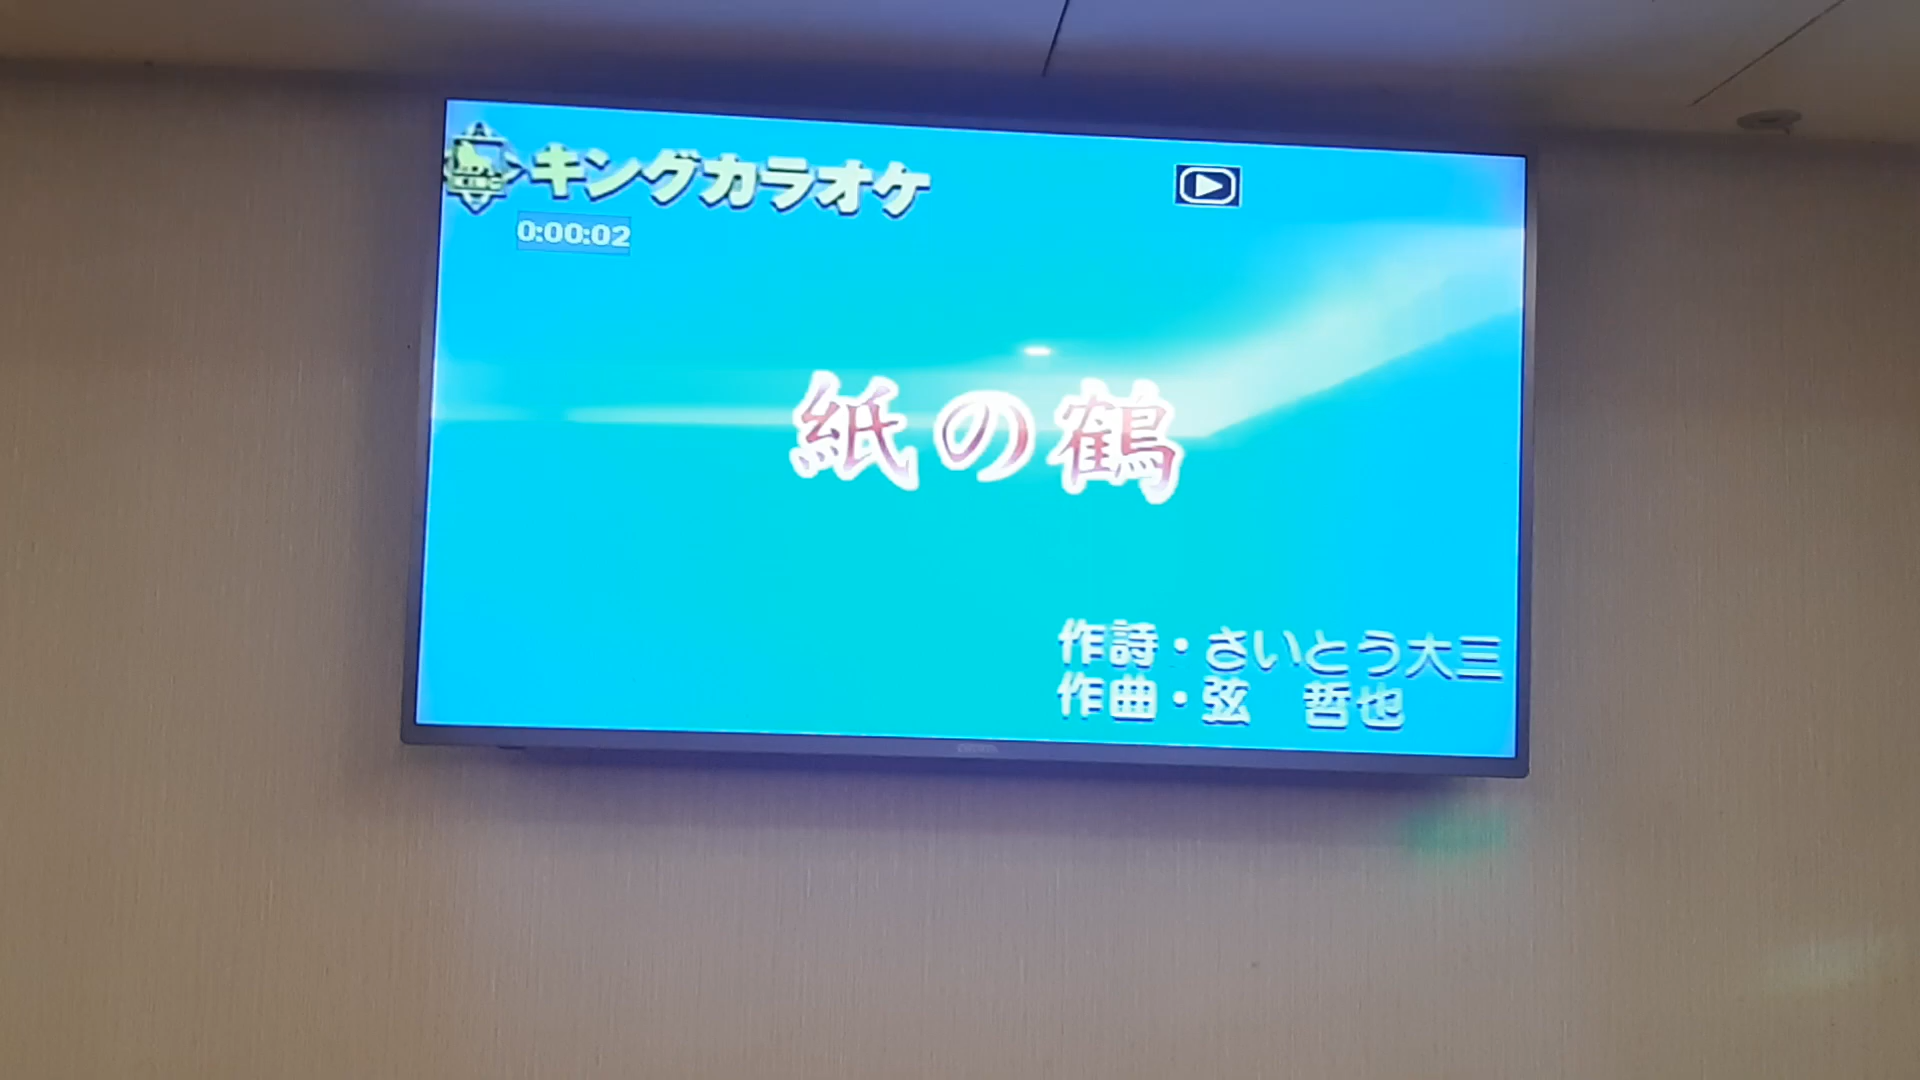 キングカラオケ
0:00:02
紙の鶴
作詩・さいとう大三
作曲・弦　哲也